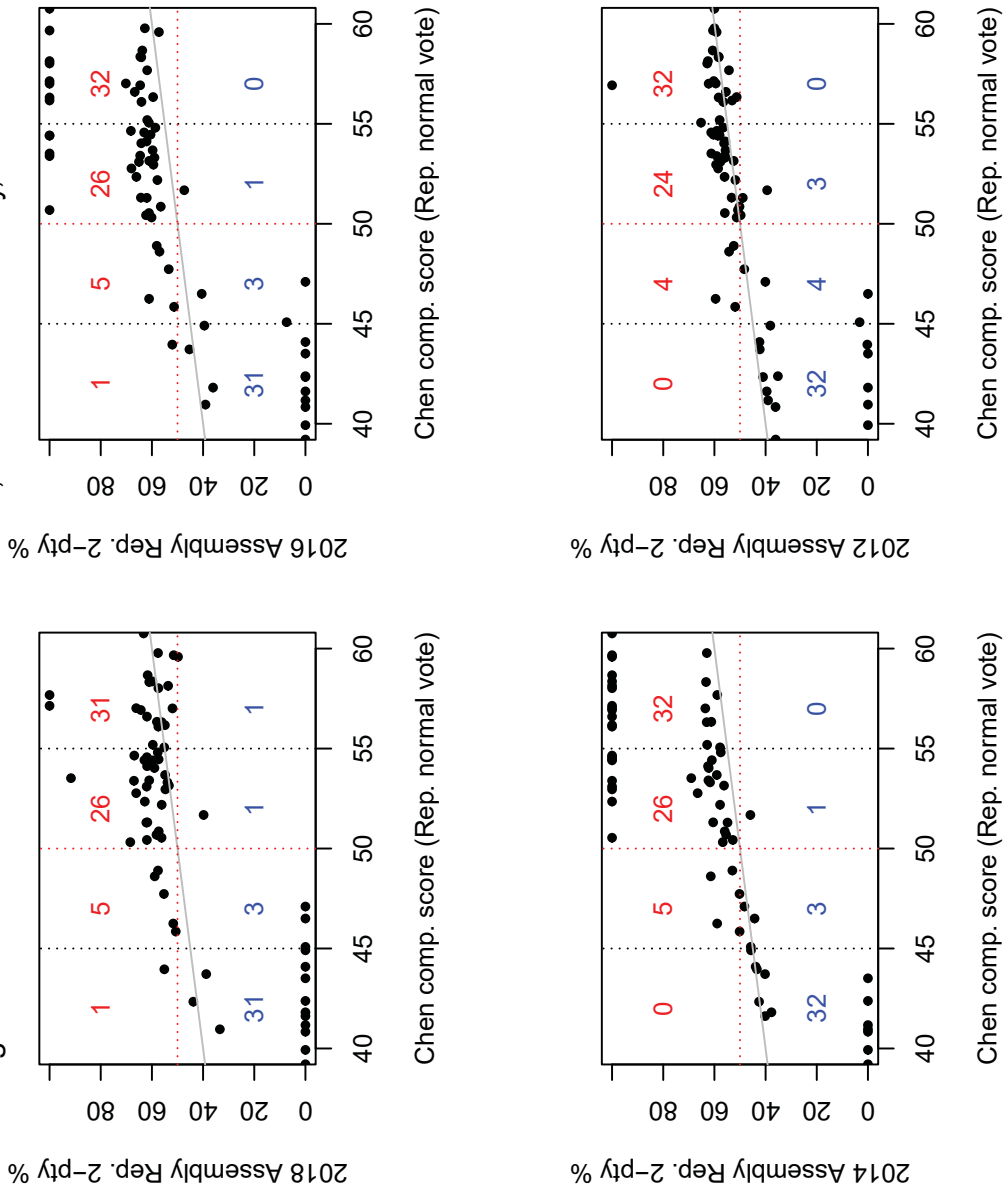 2018 Assembly Rep. 2−pty %
80
60
40
20
0
1 5 26 31
31 3 1 1
40 45 50 55 60
Chen comp. score (Rep. normal vote)
2016 Assembly Rep. 2−pty %
80
60
40
20
0
1 5 26 32
31 3 1 0
40 45 50 55 60
Chen comp. score (Rep. normal vote)
2014 Assembly Rep. 2−pty %
80
60
40
20
0
0 5 26 32
32 3 1 0
40 45 50 55 60
Chen comp. score (Rep. normal vote)
2012 Assembly Rep. 2−pty %
80
60
40
20
0
0 4 24 32
32 4 3 0
40 45 50 55 60
Chen comp. score (Rep. normal vote)